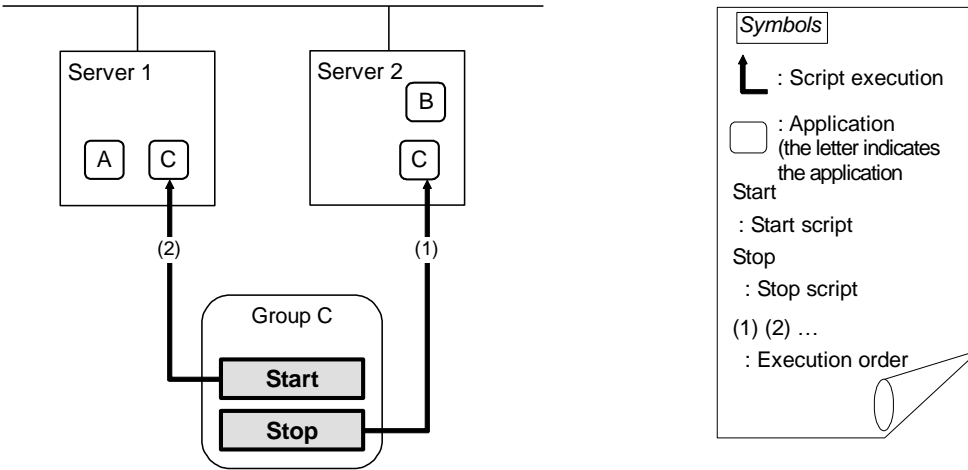 Server 1
A
C
Server 2
B
C
(2)
(1)
Group C
Start
Stop
Symbols
: Script execution
: Application
(the letter indicates
the application
Start
: Start script
Stop
: Stop script
(1) (2) …
: Execution order